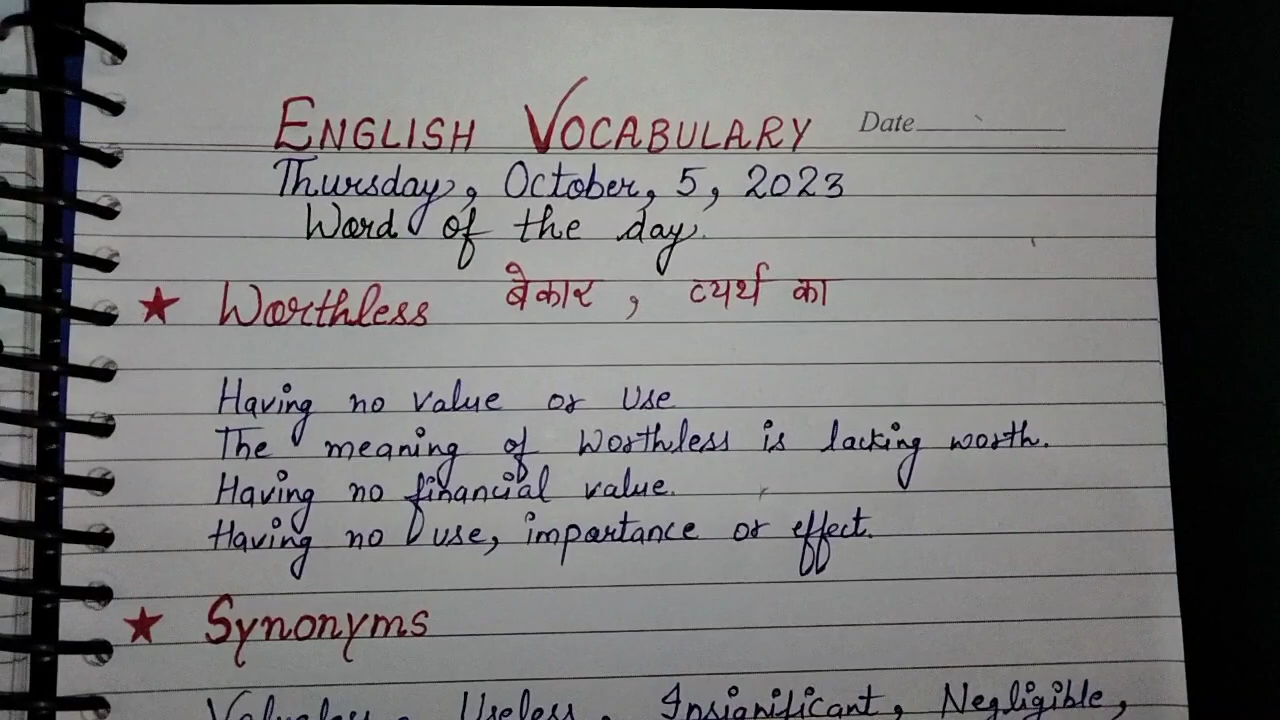 ENGLISH VOCABULARY Date
Thursday, October, 5, 2023
Word of the day.
★ Worthless बेकार , व्यर्थ का
Having no value or Use
The meaning of Worthless is lacking worth.
Having no financial value.
Having no use, importance or effect.
★ Synonyms
Valueless, Useless, Insignificant, Negligible,